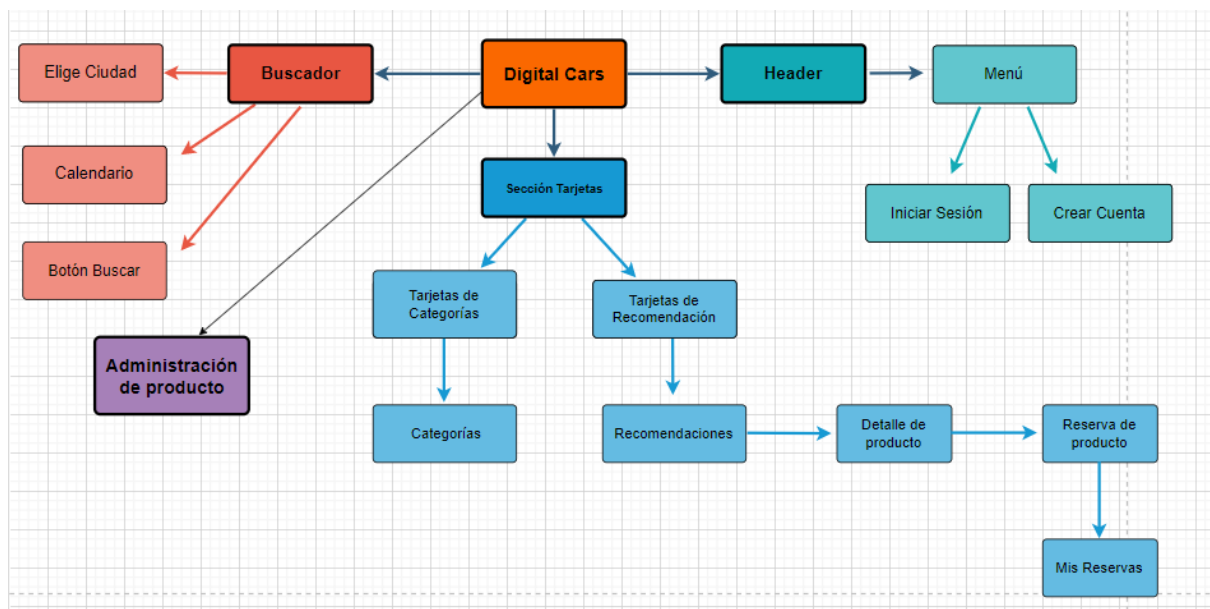 Elige Ciudad
Buscador
Digital Cars
Header
Menú
Calendario
Sección Tarjetas
Iniciar Sesión
Crear Cuenta
Botón Buscar
Tarjetas de
Categorías
Tarjetas de
Recomendación
Administración
de producto
Categorías
Recomendaciones
Detalle de
producto
Reserva de
producto
Mis Reservas